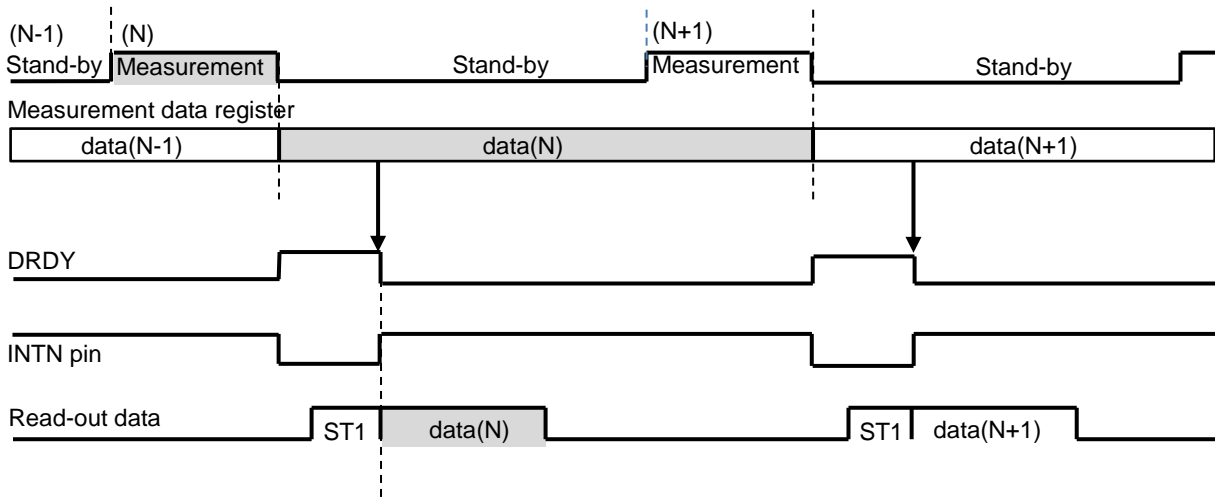 (N-1) (N) (N+1)
Stand-by Measurement Stand-by Measurement Stand-by
Measurement data register
data(N-1) data(N) data(N+1)
DRDY
INTN pin
Read-out data
ST1 data(N) ST1 data(N+1)